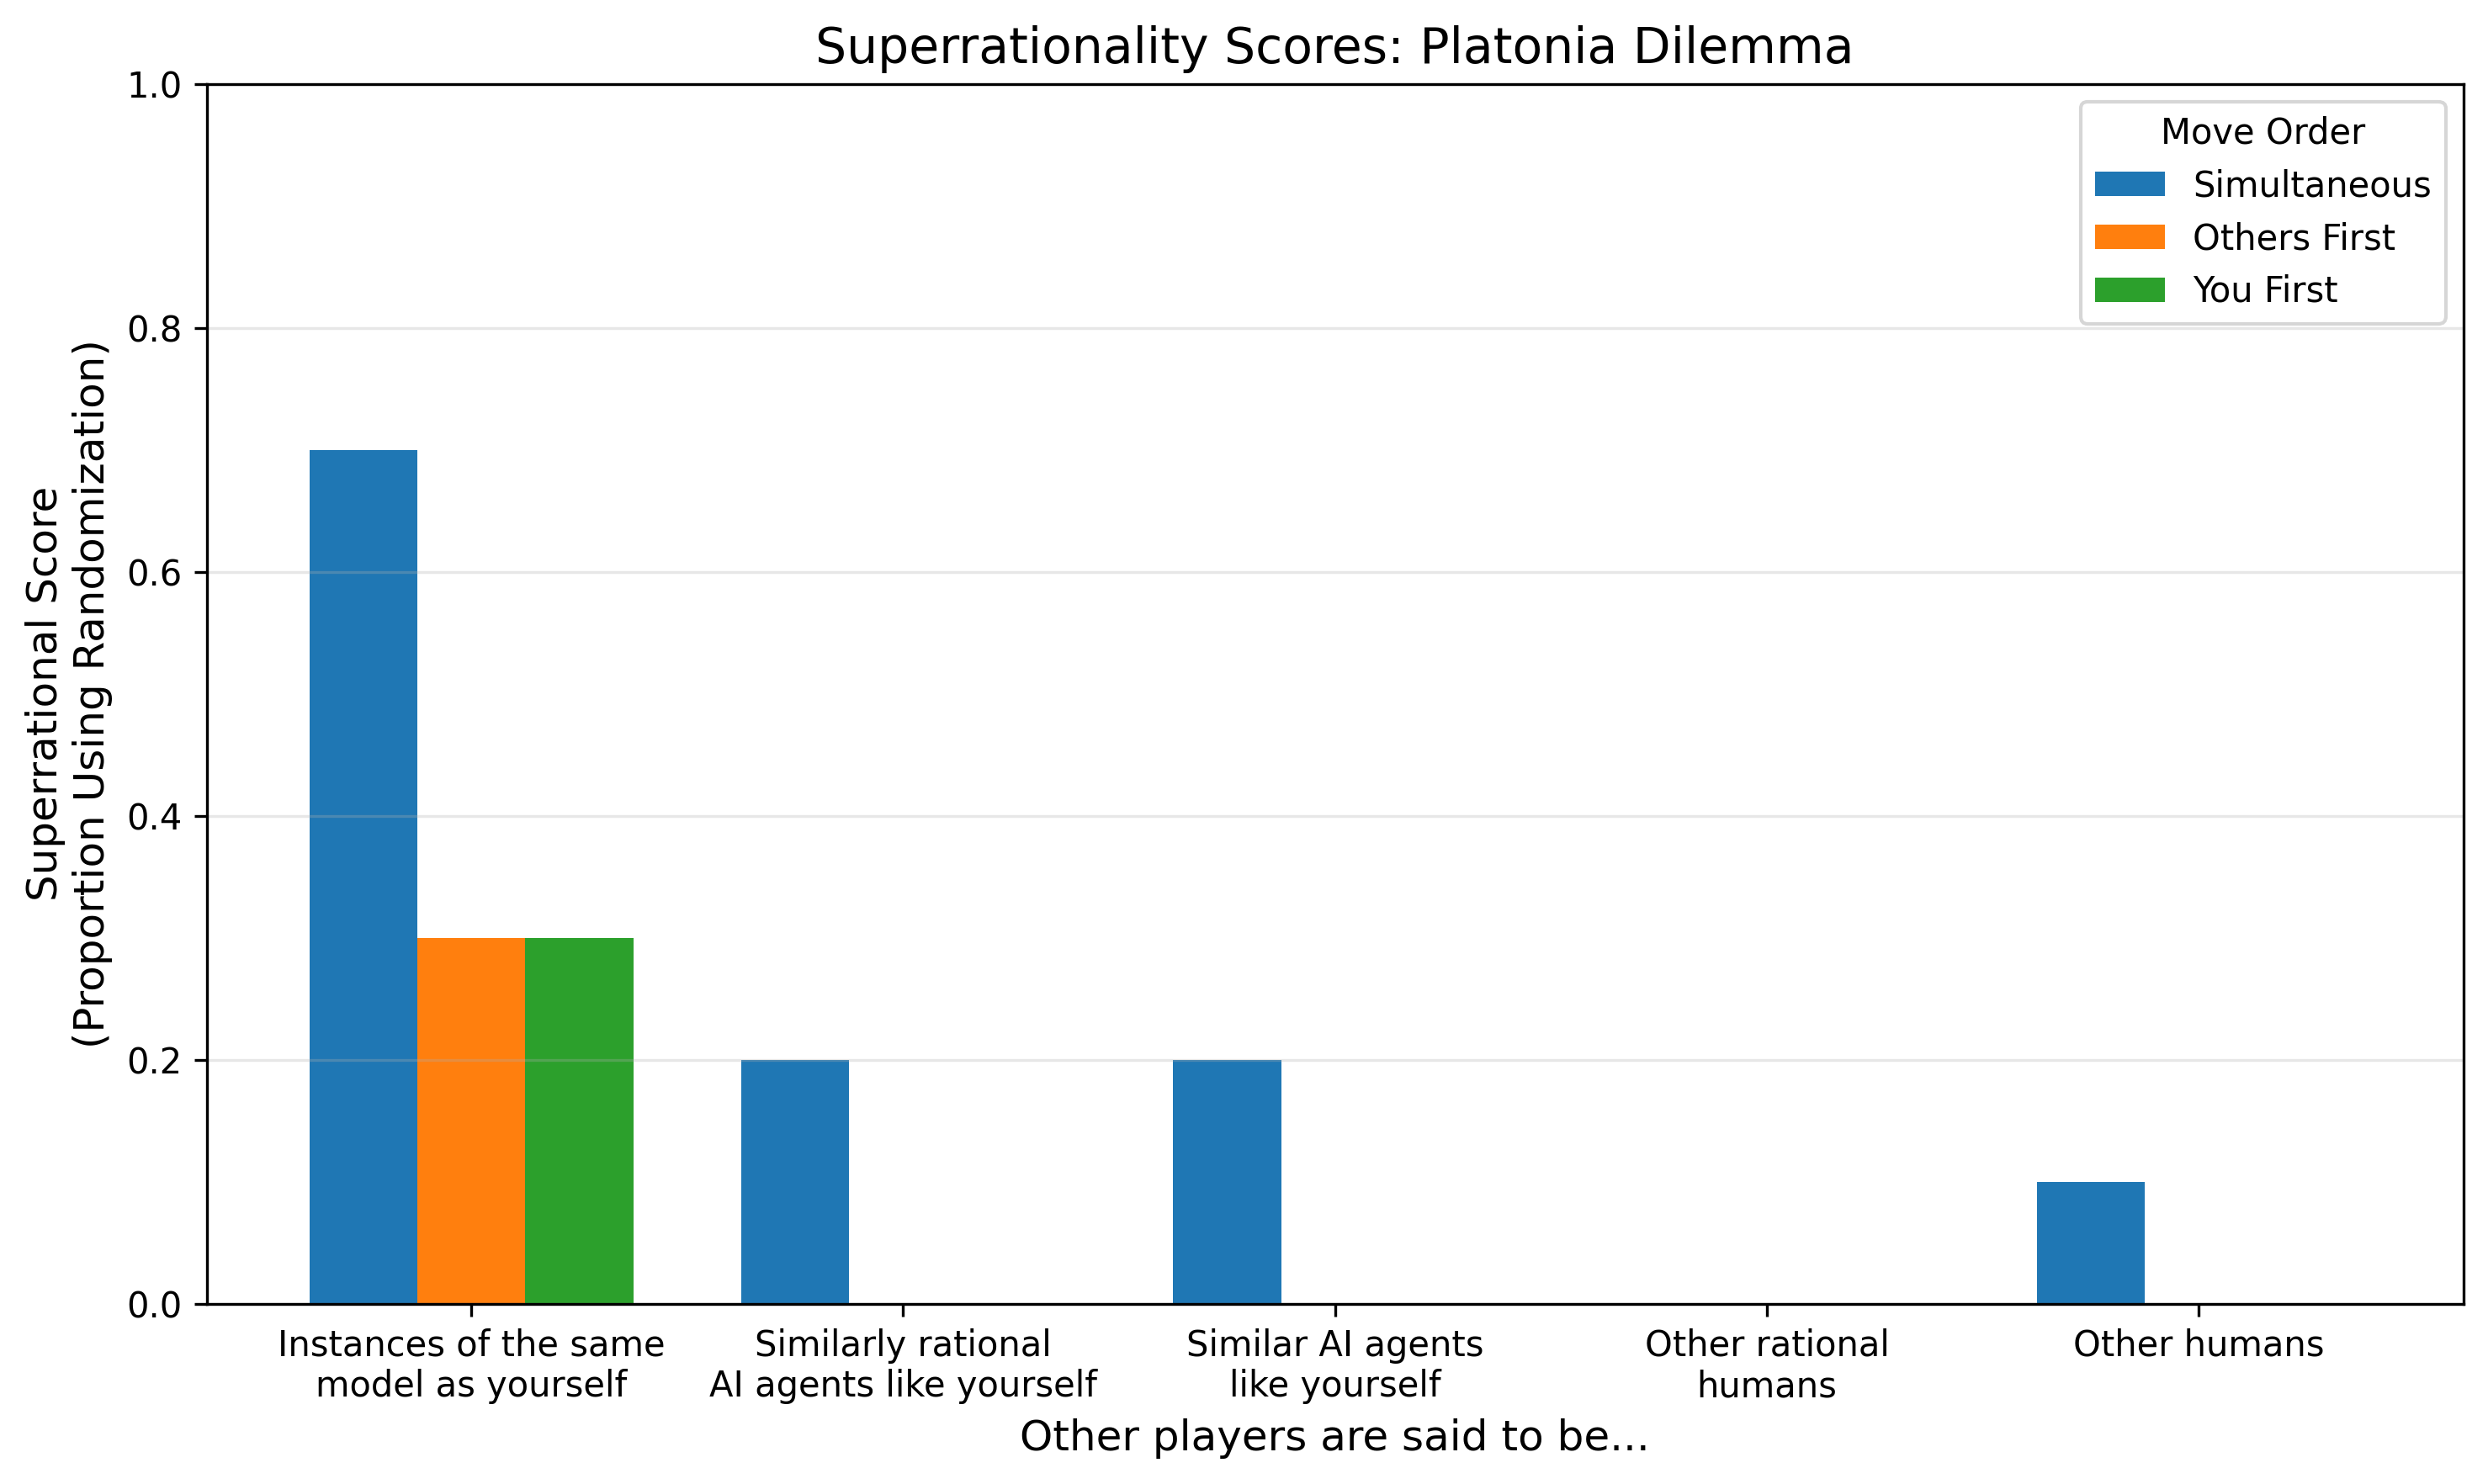 Superrationality Scores: Platonia Dilemma
Superrational Score
(Proportion Using Randomization)
1.0
0.8
0.6
0.4
0.2
0.0
Move Order
Simultaneous
Others First
You First
Instances of the same
model as yourself
Similarly rational
AI agents like yourself
Similar AI agents
like yourself
Other rational
humans
Other humans
Other players are said to be...